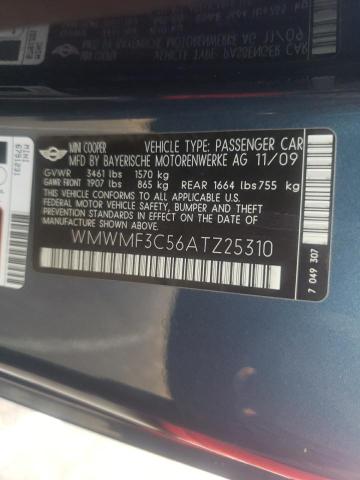 MINI COOPER
VEHICLE TYPE: PASSENGER CAR
MFD BY BAYERISCHE MOTORENWERKE AG 11/09
GVWR 3461 lbs 1570 kg
GAWR FRONT 1907 lbs 865 kg REAR 1664 lbs 755 kg
THIS VEHICLE CONFORMS TO ALL APPLICABLE
FEDERAL MOTOR VEHICLE SAFETY,
BUMPER, AND THEFT PREVENTION STANDARDS
IN EFFECT ON THE DATE OF
MANUFACTURE SHOWN ABOVE.
WMWMF3C56ATZ25310
7 049 307
MINI